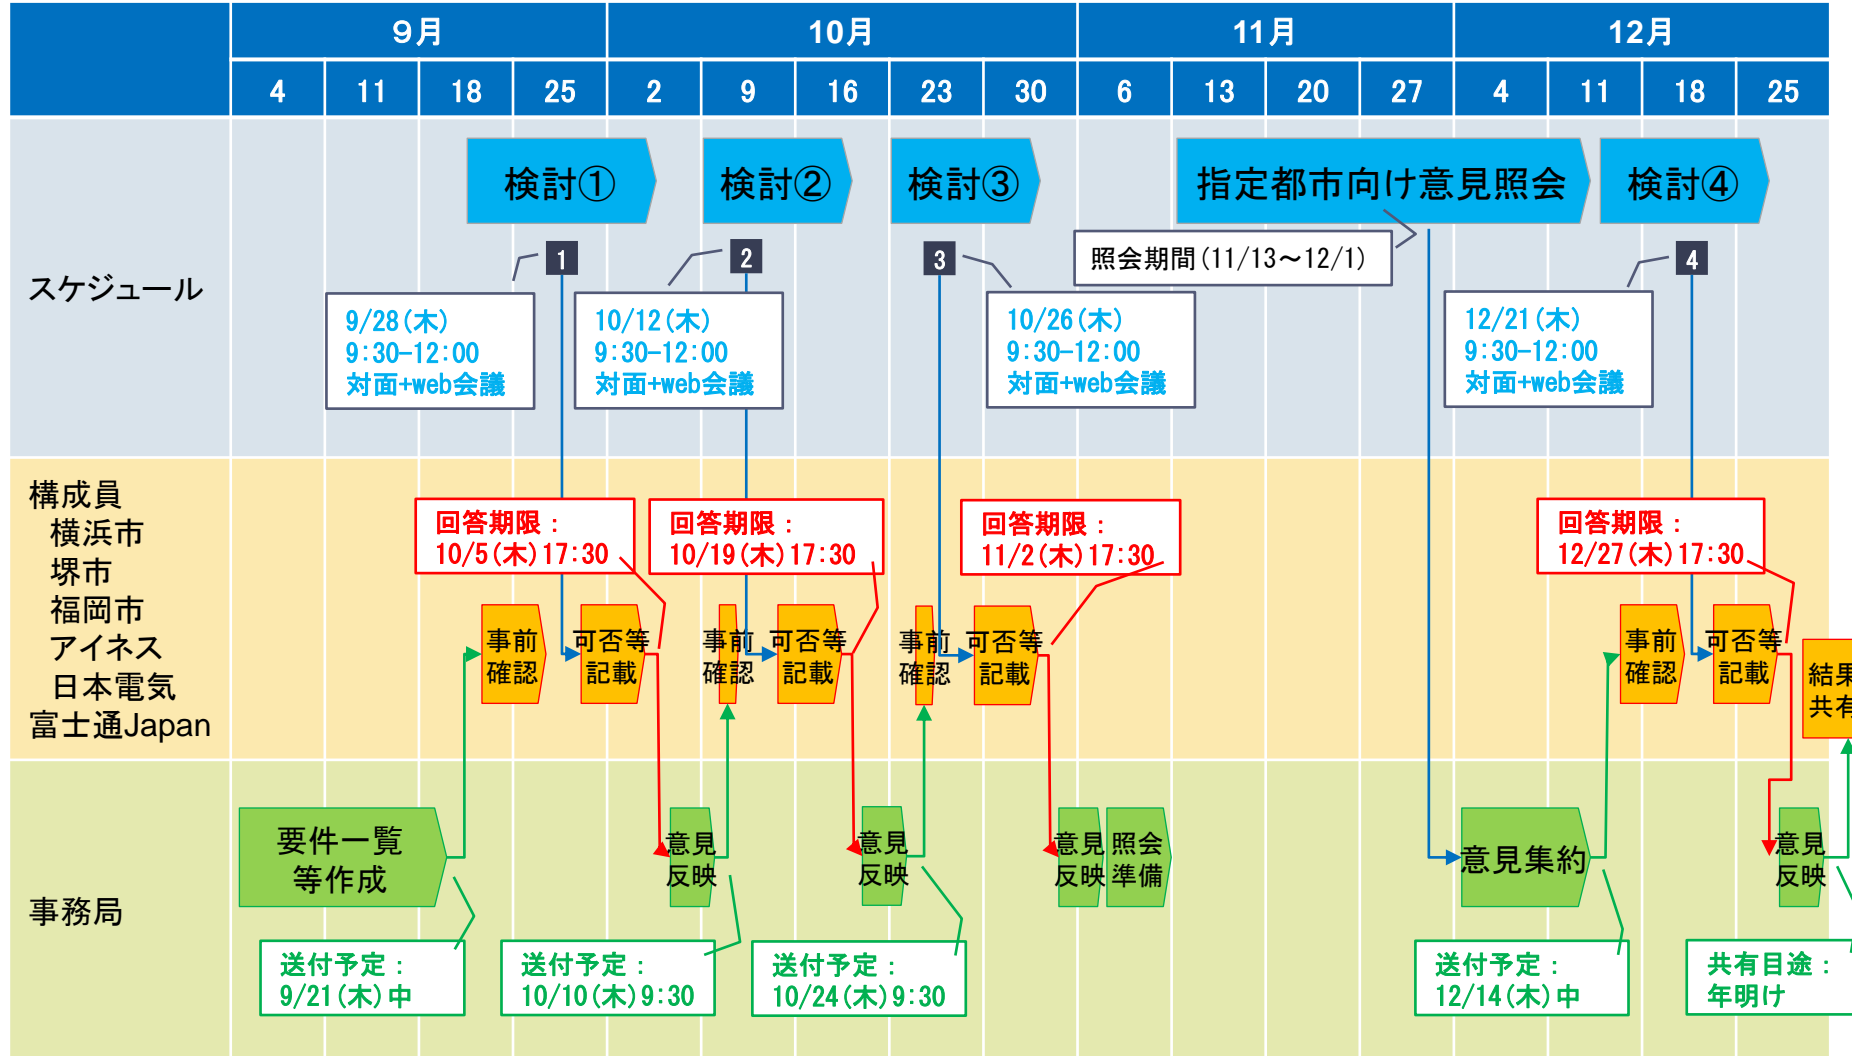 ９月
10月
11月
12月
4
11
18
25
2
9
16
23
30
6
13
20
27
4
11
18
25
スケジュール
検討①
検討②
検討③
指定都市向け意見照会
検討④
1
2
3
4
照会期間(11/13～12/1)
9/28(木)
9:30−12:00
対面+web会議
10/12(木)
9:30−12:00
対面+web会議
10/26(木)
9:30−12:00
対面+web会議
12/21(木)
9:30−12:00
対面+web会議
構成員
横浜市
堺市
福岡市
アイネス
日本電気
富士通Japan
回答期限：
10/5(木)17:30
回答期限：
10/19(木)17:30
回答期限：
11/2(木)17:30
回答期限：
12/27(木)17:30
事前
確認
可否等
記載
事前
確認
可否等
記載
事前
確認
可否等
記載
事前
確認
可否等
記載
結果
共有
事務局
要件一覧
等作成
意見
反映
意見
反映
意見
反映
照会
準備
意見集約
意見
反映
送付予定：
9/21(木)中
送付予定：
10/10(木)9:30
送付予定：
10/24(木)9:30
送付予定：
12/14(木)中
共有目途：
年明け